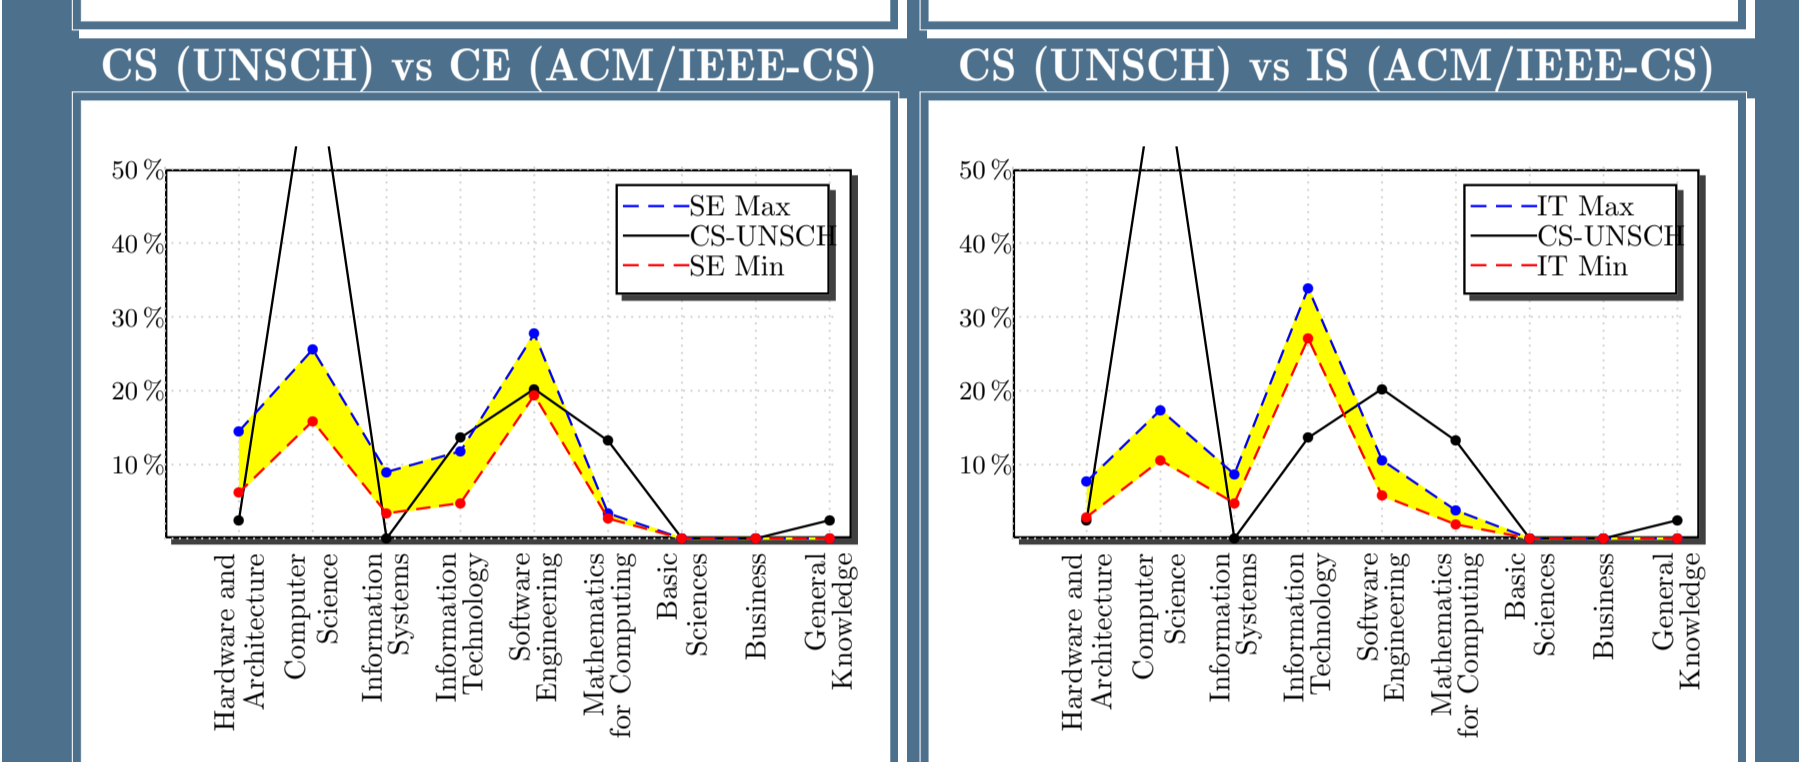 CS (UNSCH) vs CE (ACM/IEEE-CS)
50 %
40 %
30 %
20 %
10 %
SE Max
CS-UNSCH
SE Min
Hardware and
Architecture
Computer
Science
Information
Systems
Information
Technology
Software
Engineering
Mathematics
for Computing
Basic
Sciences
Business
General
Knowledge
CS (UNSCH) vs IS (ACM/IEEE-CS)
50 %
40 %
30 %
20 %
10 %
IT Max
CS-UNSCH
IT Min
Hardware and
Architecture
Computer
Science
Information
Systems
Information
Technology
Software
Engineering
Mathematics
for Computing
Basic
Sciences
Business
General
Knowledge